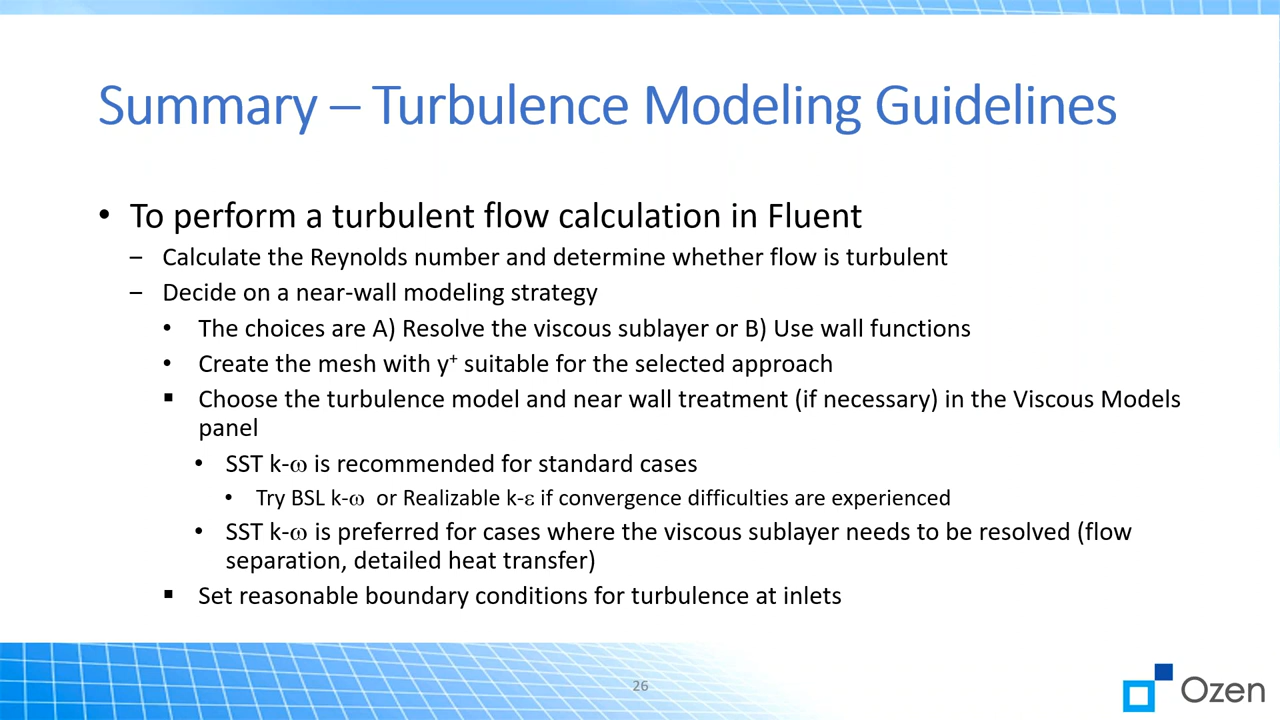 Summary – Turbulence Modeling Guidelines
• To perform a turbulent flow calculation in Fluent
– Calculate the Reynolds number and determine whether flow is turbulent
– Decide on a near-wall modeling strategy
• The choices are A) Resolve the viscous sublayer or B) Use wall functions
• Create the mesh with y⁺ suitable for the selected approach
▪ Choose the turbulence model and near wall treatment (if necessary) in the Viscous Models
panel
• SST k-ω is recommended for standard cases
• Try BSL k-ω or Realizable k-ε if convergence difficulties are experienced
• SST k-ω is preferred for cases where the viscous sublayer needs to be resolved (flow
separation, detailed heat transfer)
▪ Set reasonable boundary conditions for turbulence at inlets
26
Ozen